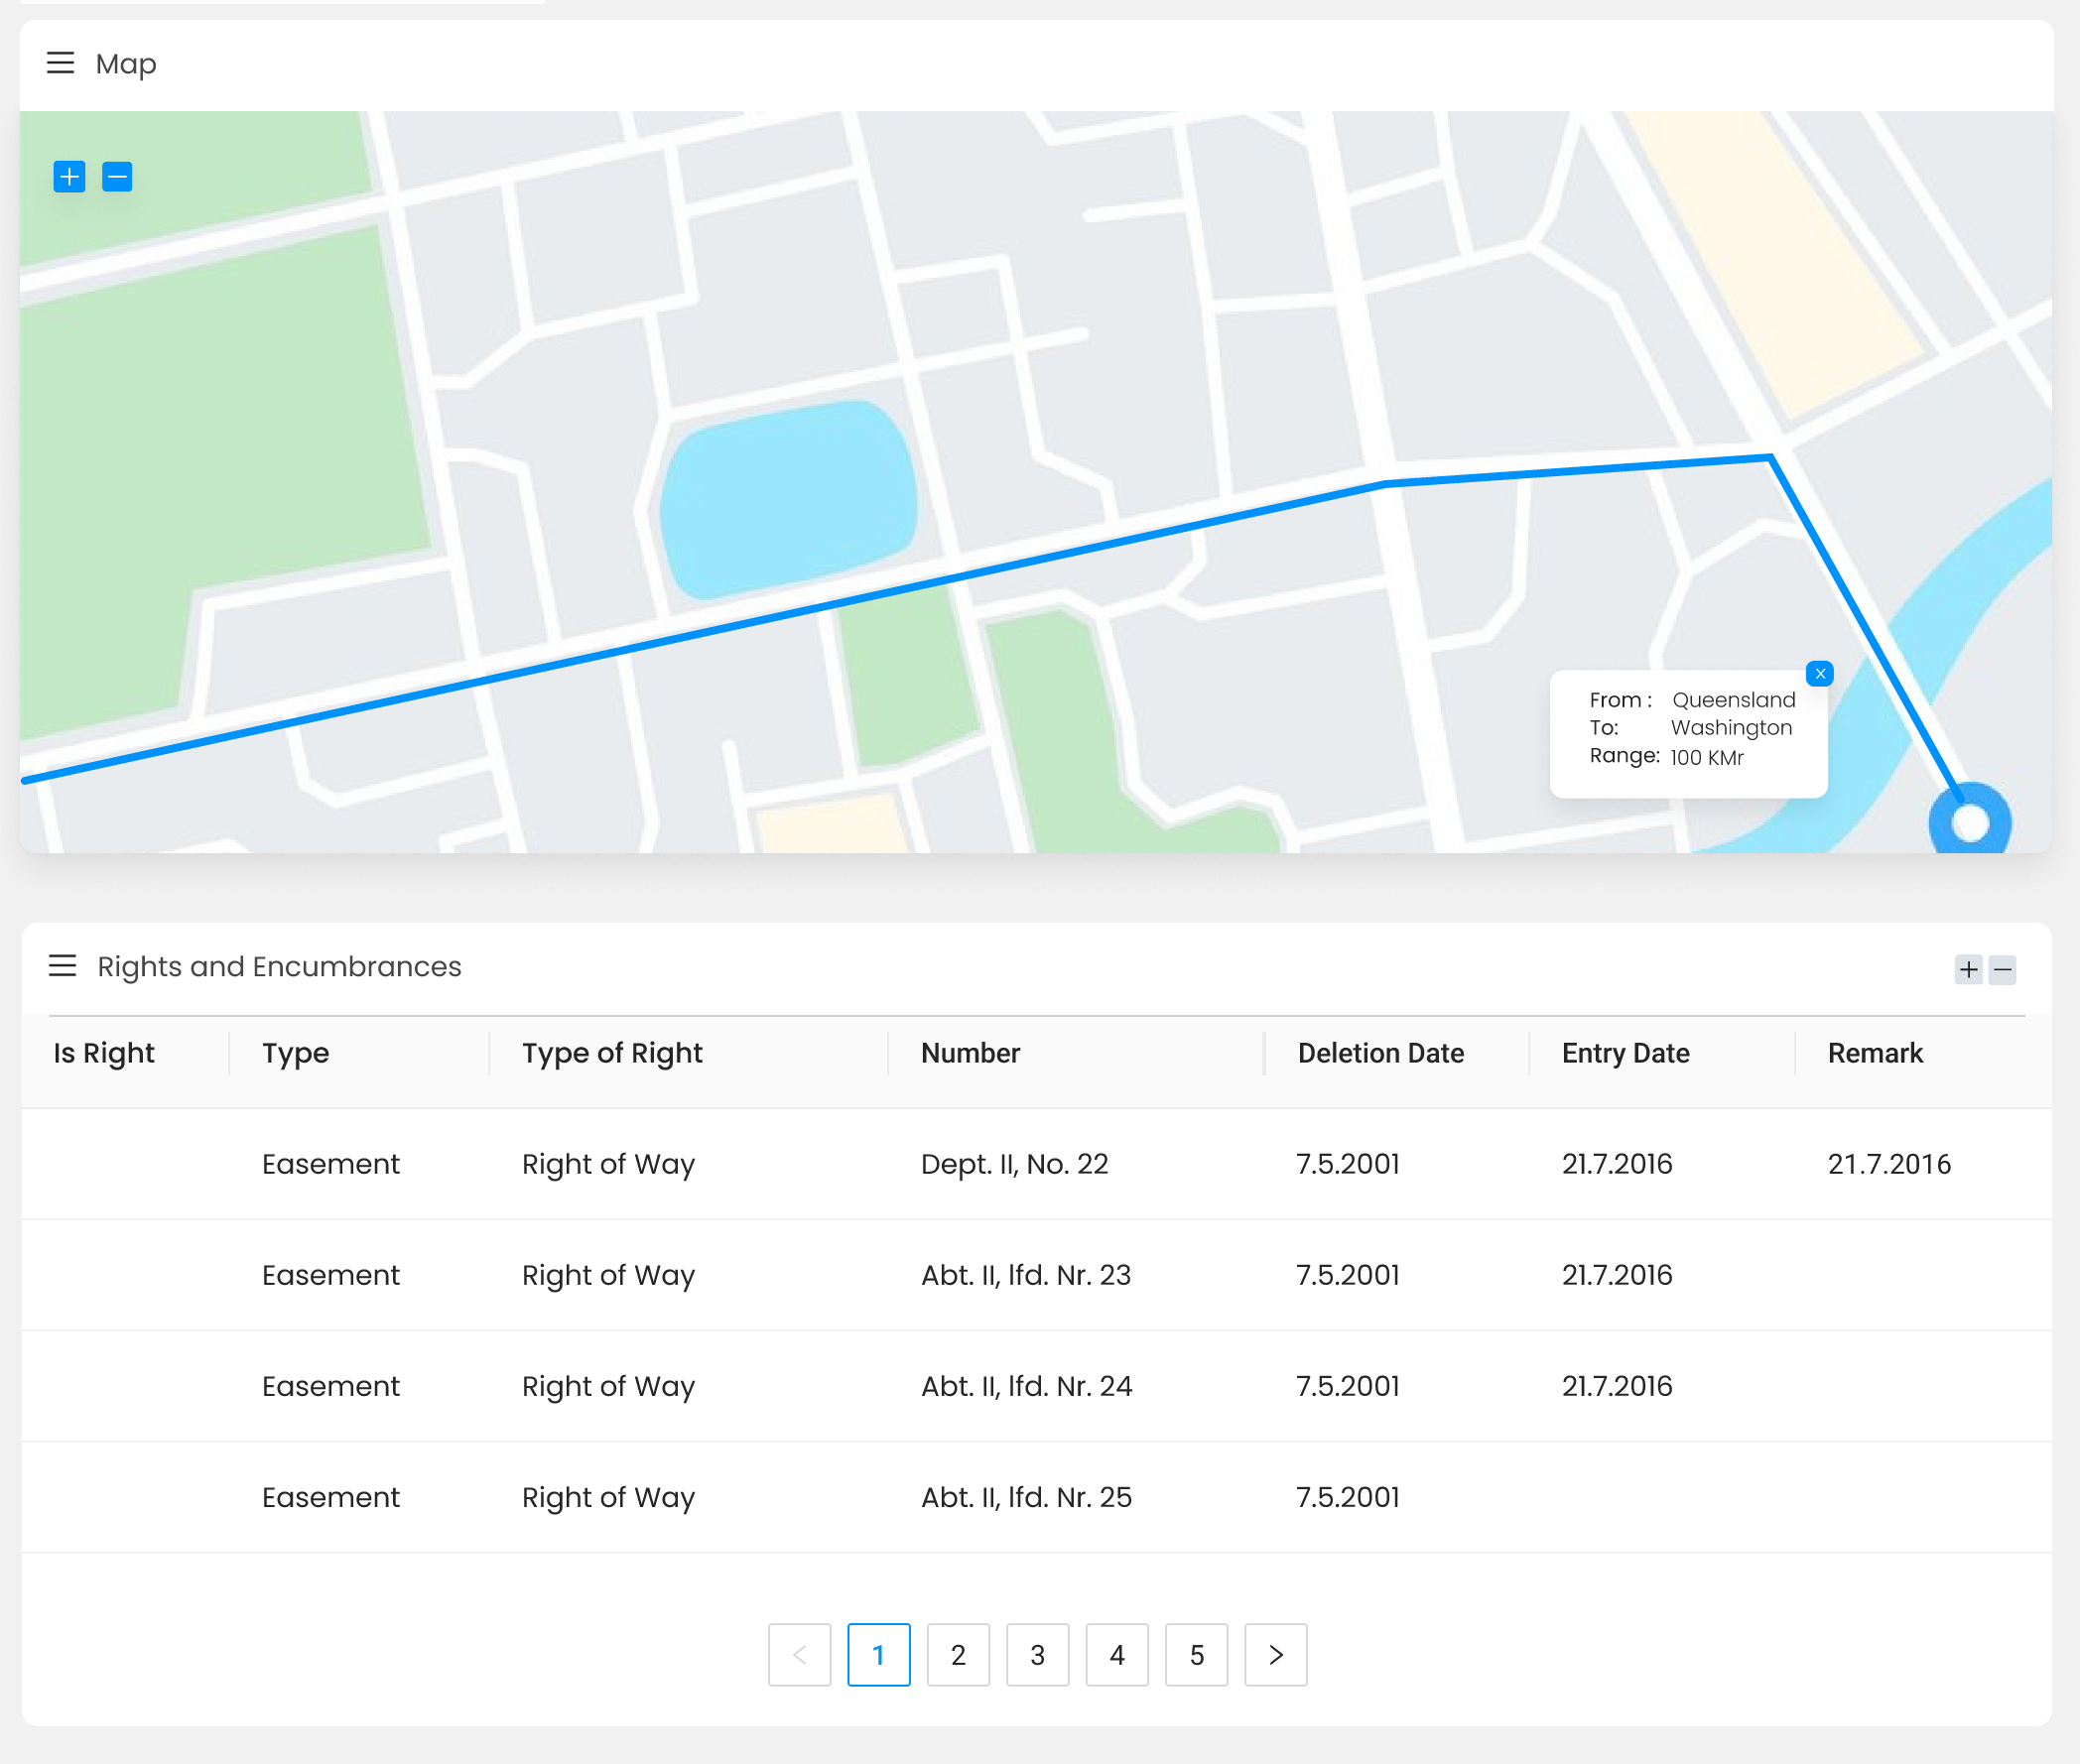 Map
X
From : Queensland
To: Washington
Range: 100 KMr
Rights and Encumbrances
Is Right Type Type of Right Number Deletion Date Entry Date Remark
Easement Right of Way Dept. II, No. 22 7.5.2001 21.7.2016 21.7.2016
Easement Right of Way Abt. II, lfd. Nr. 23 7.5.2001 21.7.2016
Easement Right of Way Abt. II, lfd. Nr. 24 7.5.2001 21.7.2016
Easement Right of Way Abt. II, lfd. Nr. 25 7.5.2001
1 2 3 4 5